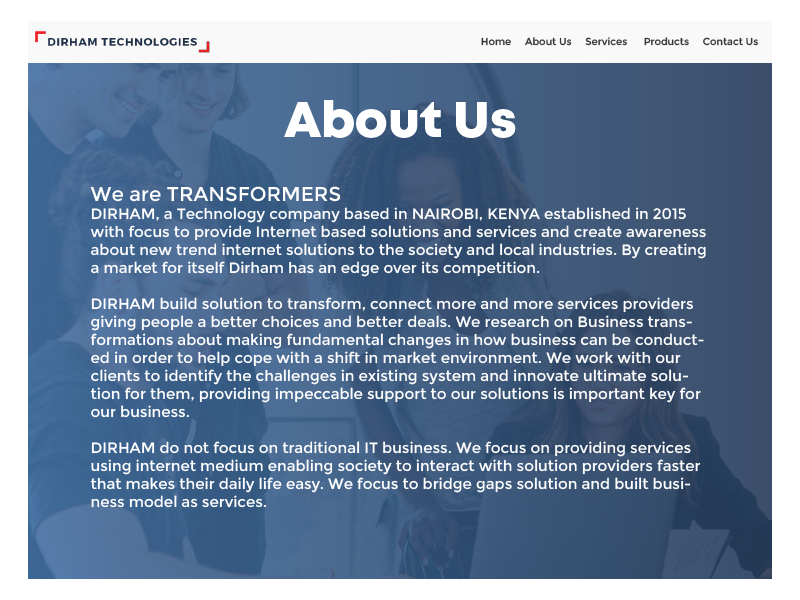 DIRHAM TECHNOLOGIES
Home About Us Services Products Contact Us
About Us
We are TRANSFORMERS
DIRHAM, a Technology company based in NAIROBI, KENYA established in 2015
with focus to provide Internet based solutions and services and create awareness
about new trend internet solutions to the society and local industries. By creating
a market for itself Dirham has an edge over its competition.
DIRHAM build solution to transform, connect more and more services providers
giving people a better choices and better deals. We research on Business trans-
formations about making fundamental changes in how business can be conduct-
ed in order to help cope with a shift in market environment. We work with our
clients to identify the challenges in existing system and innovate ultimate solu-
tion for them, providing impeccable support to our solutions is important key for
our business.
DIRHAM do not focus on traditional IT business. We focus on providing services
using internet medium enabling society to interact with solution providers faster
that makes their daily life easy. We focus to bridge gaps solution and built busi-
ness model as services.